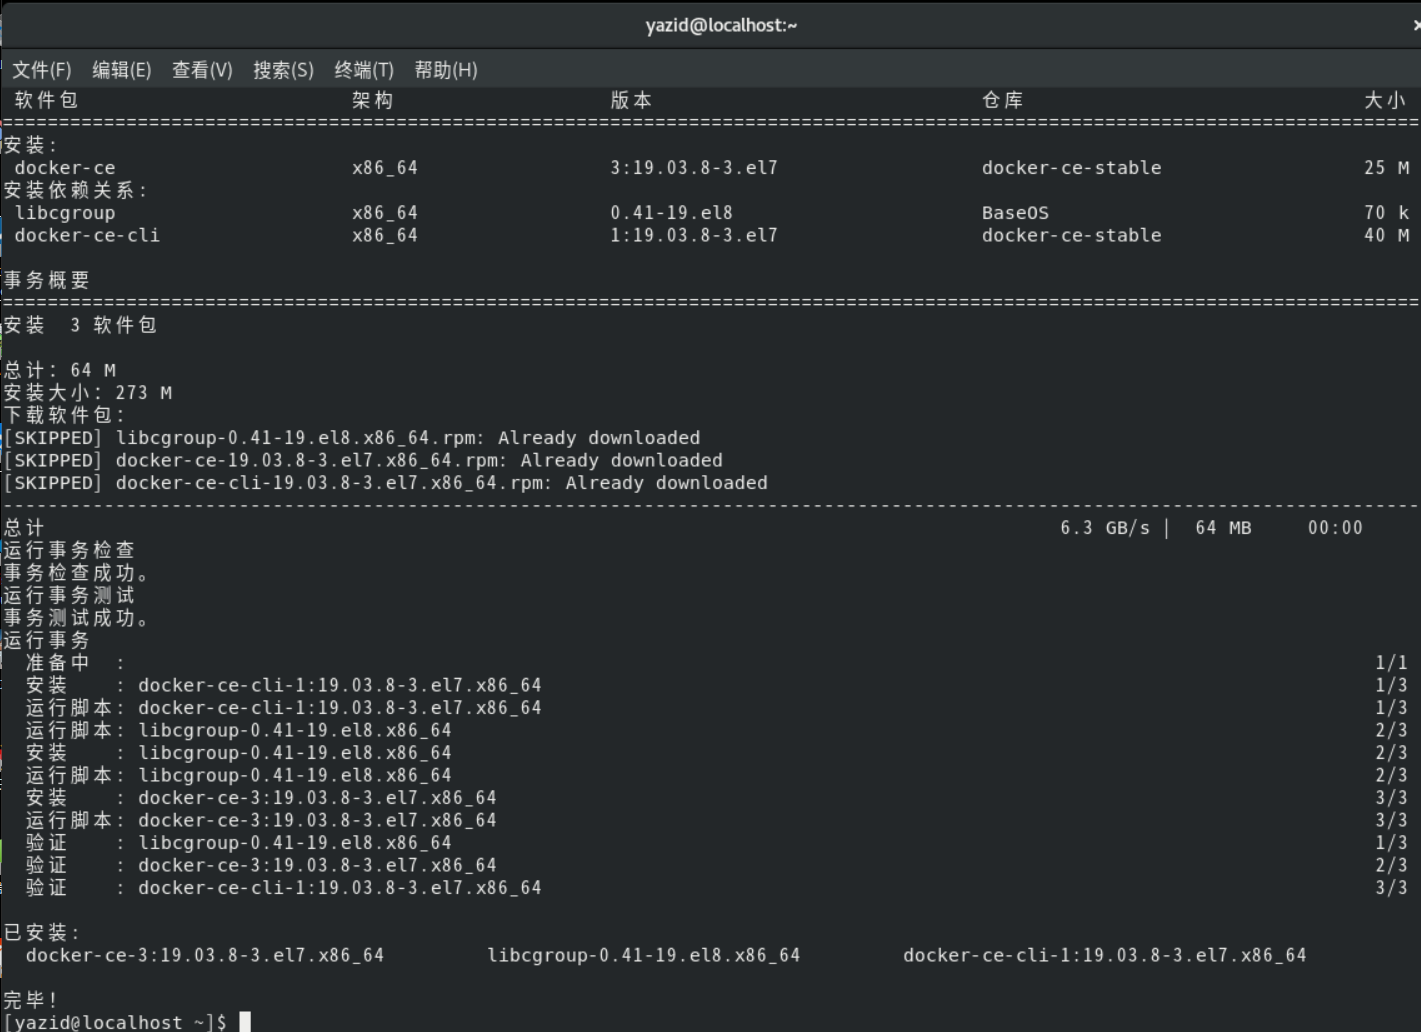 yazid@localhost:~
文件(F) 编辑(E) 查看(V) 搜索(S) 终端(T) 帮助(H)
软件包 架构 版本 仓库 大小
================================================================================
安装:
docker-ce x86_64 3:19.03.8-3.el7 docker-ce-stable 25 M
安装依赖关系:
libcgroup x86_64 0.41-19.el8 BaseOS 70 k
docker-ce-cli x86_64 1:19.03.8-3.el7 docker-ce-stable 40 M
事务概要
================================================================================
安装 3 软件包
总计：64 M
安装大小：273 M
下载软件包：
[SKIPPED] libcgroup-0.41-19.el8.x86_64.rpm: Already downloaded
[SKIPPED] docker-ce-19.03.8-3.el7.x86_64.rpm: Already downloaded
[SKIPPED] docker-ce-cli-19.03.8-3.el7.x86_64.rpm: Already downloaded
--------------------------------------------------------------------------------
总计 6.3 GB/s | 64 MB 00:00
运行事务检查
事务检查成功。
运行事务测试
事务测试成功。
运行事务
准备中 : 1/1
安装 : docker-ce-cli-1:19.03.8-3.el7.x86_64 1/3
运行脚本: docker-ce-cli-1:19.03.8-3.el7.x86_64 1/3
运行脚本: libcgroup-0.41-19.el8.x86_64 2/3
安装 : libcgroup-0.41-19.el8.x86_64 2/3
运行脚本: libcgroup-0.41-19.el8.x86_64 2/3
安装 : docker-ce-3:19.03.8-3.el7.x86_64 3/3
运行脚本: docker-ce-3:19.03.8-3.el7.x86_64 3/3
验证 : libcgroup-0.41-19.el8.x86_64 1/3
验证 : docker-ce-3:19.03.8-3.el7.x86_64 2/3
验证 : docker-ce-cli-1:19.03.8-3.el7.x86_64 3/3
已安装:
docker-ce-3:19.03.8-3.el7.x86_64 libcgroup-0.41-19.el8.x86_64 docker-ce-cli-1:19.03.8-3.el7.x86_64
完毕！
[yazid@localhost ~]$